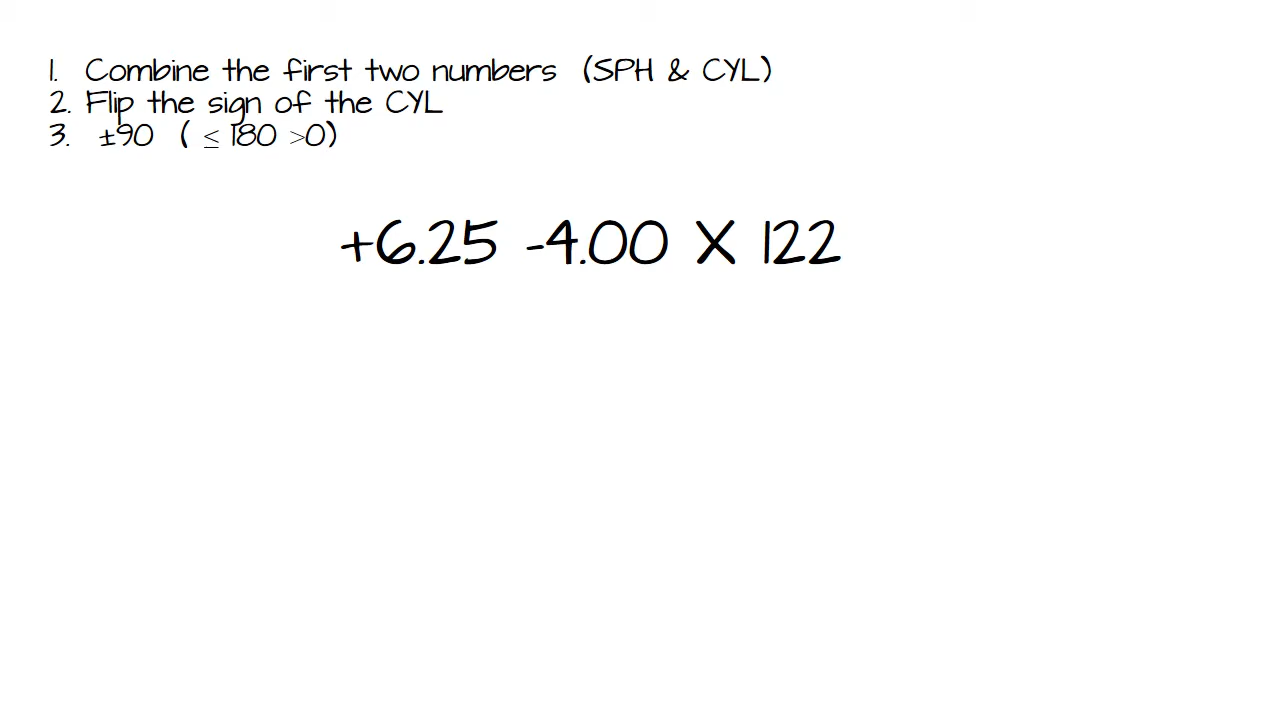 1. Combine the first two numbers (SPH & CYL)
2. Flip the sign of the CYL
3. ±90 ( ≤ 180 >0)
+6.25 -4.00 X 122